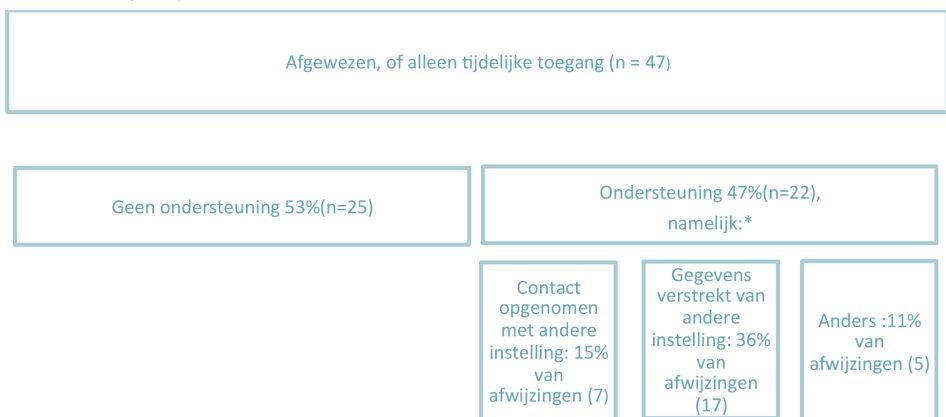 Afgewezen, of alleen tijdelijke toegang (n = 47)
Geen ondersteuning 53%(n=25)
Ondersteuning 47%(n=22),
namelijk:*
Contact
opgenomen
met andere
instelling: 15%
van
afwijzingen (7)
Gegevens
verstrekt van
andere
instelling: 36%
van
afwijzingen
(17)
Anders :11%
van
afwijzingen (5)